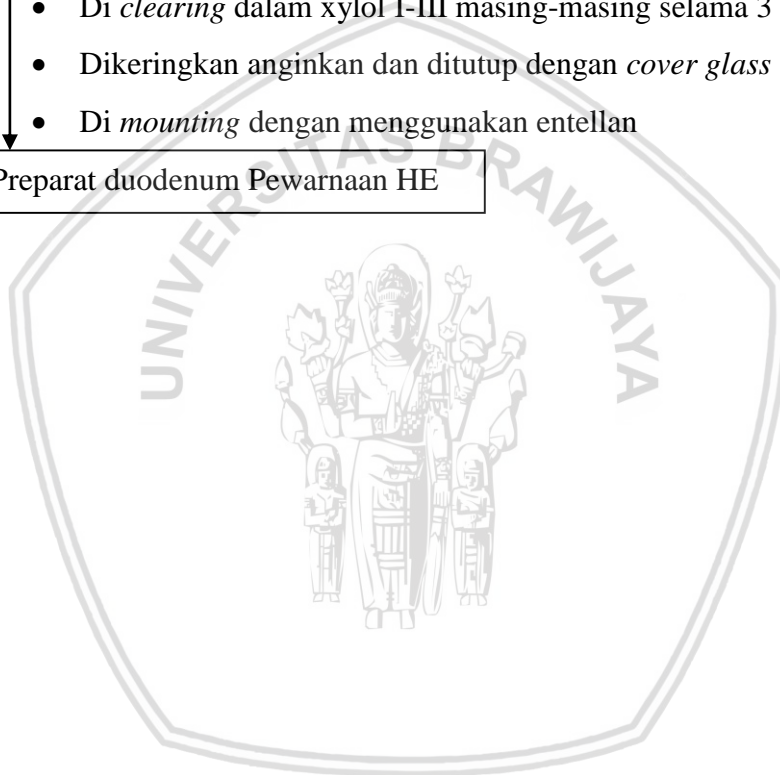 • Di clearing dalam xylol I-III masing-masing selama 3
• Dikeringkan anginkan dan ditutup dengan cover glass
• Di mounting dengan menggunakan entellan
Preparat duodenum Pewarnaan HE
UNIVERSITAS BRAWIJAYA